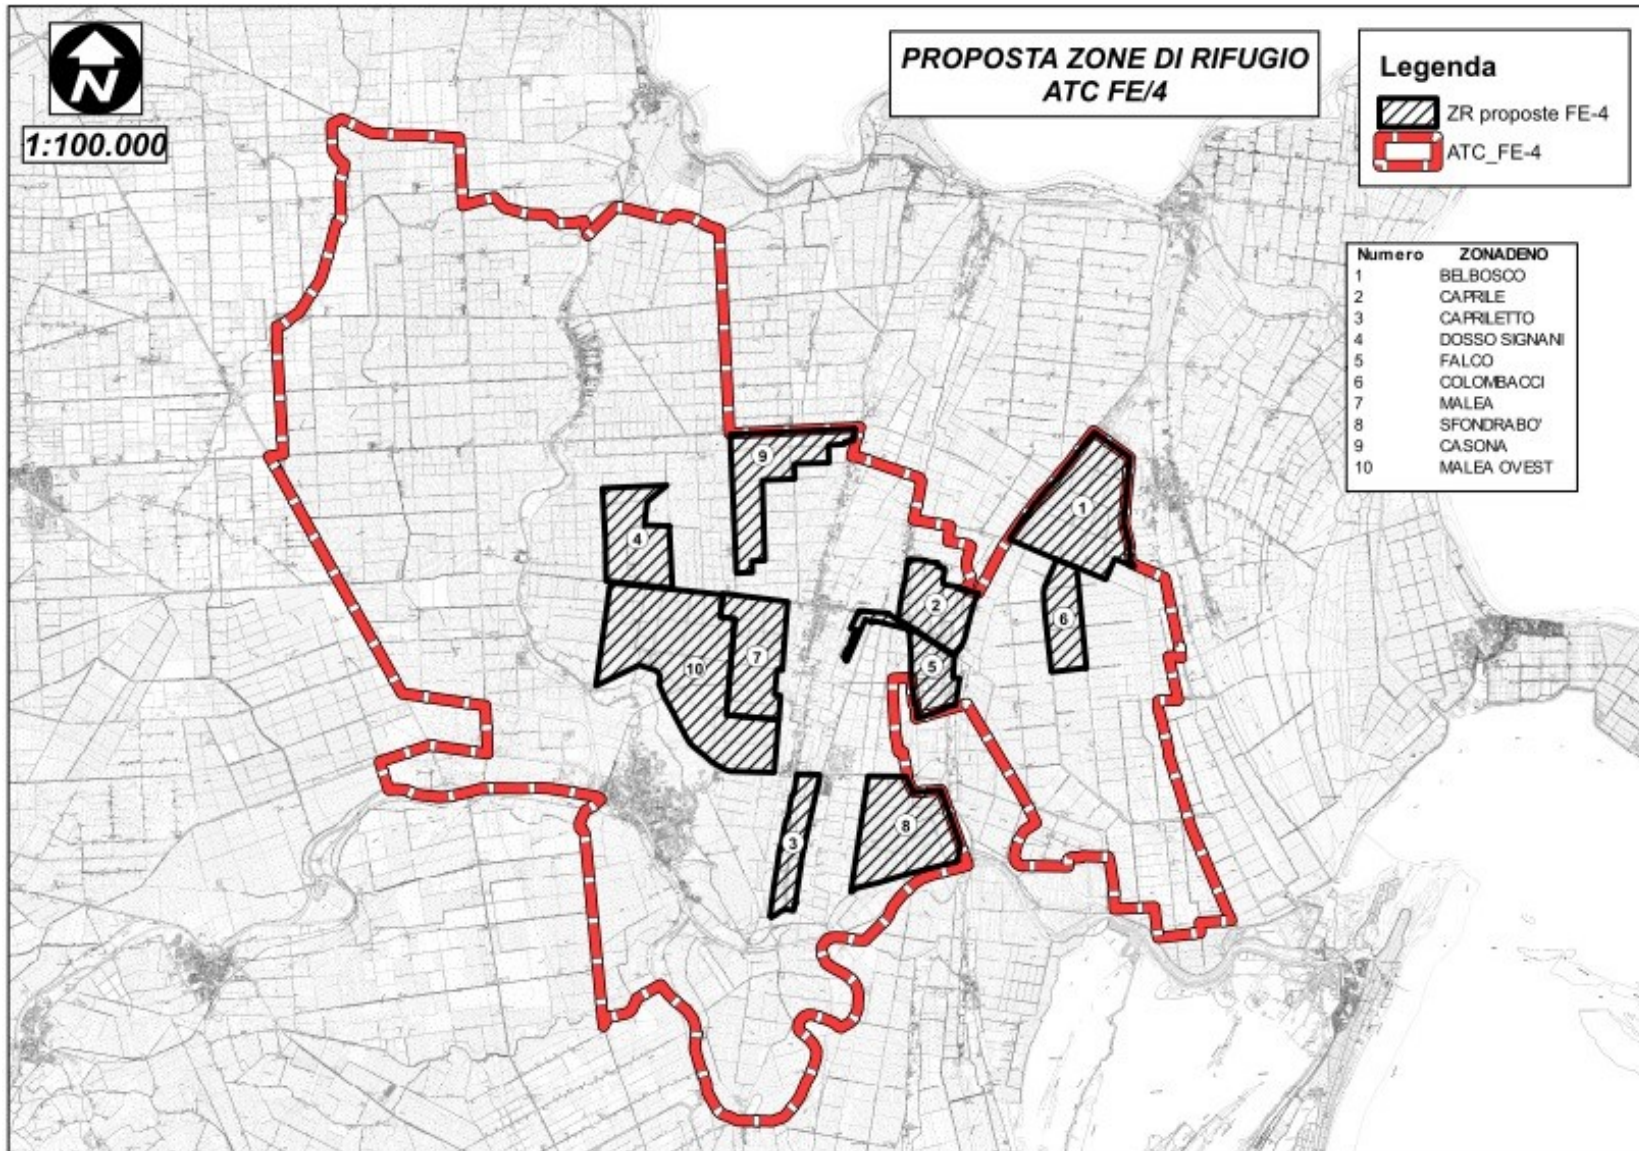 N
1:100.000
PROPOSTA ZONE DI RIFUGIO
ATC FE/4
Legenda
ZR proposte FE-4
ATC_FE-4
Numero ZONADENO
1 BELBOSCO
2 CAPRILE
3 CAPRILETTO
4 DOSSO SIGNANI
5 FALCO
6 COLOMBACCI
7 MALEA
8 SFONDRABO'
9 CASONA
10 MALEA OVEST
9
1
4
2
6
7
5
10
8
3